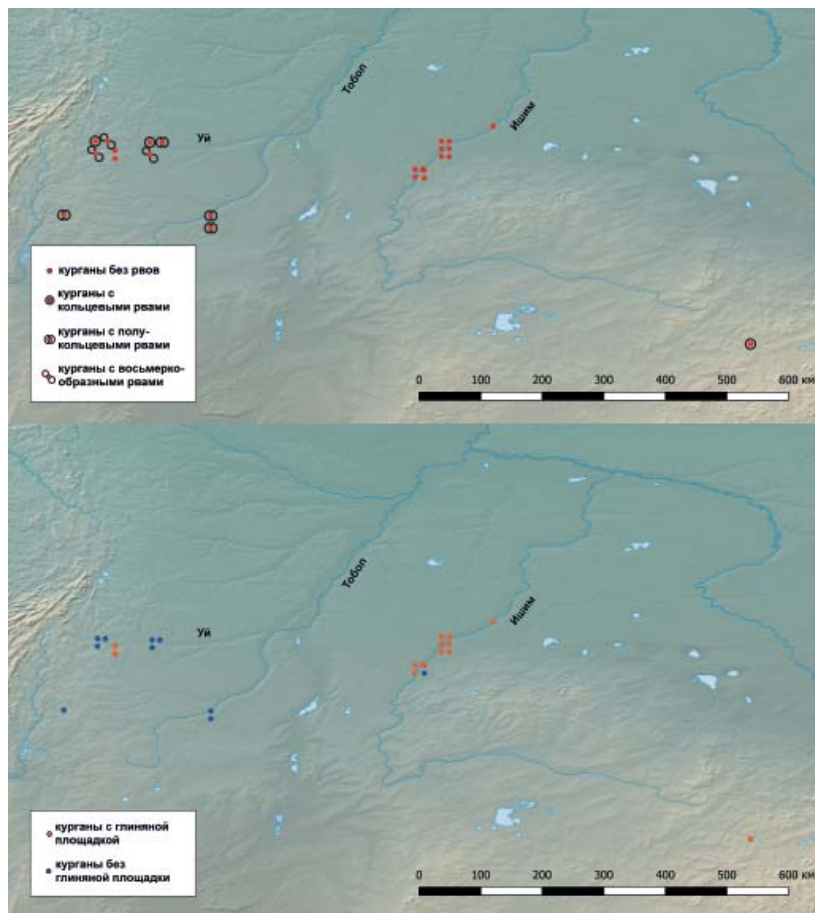 Тобол
Ишим
Уй
курганы без рвов
курганы с
кольцевыми рвами
курганы с полу-
кольцевыми рвами
курганы с восьмерко-
образными рвами
0 120 200 300 400 500 600 км
Тобол
Ишим
Уй
курганы с глиняной
площадкой
курганы без
глиняной площадки
0 120 200 300 400 500 600 км